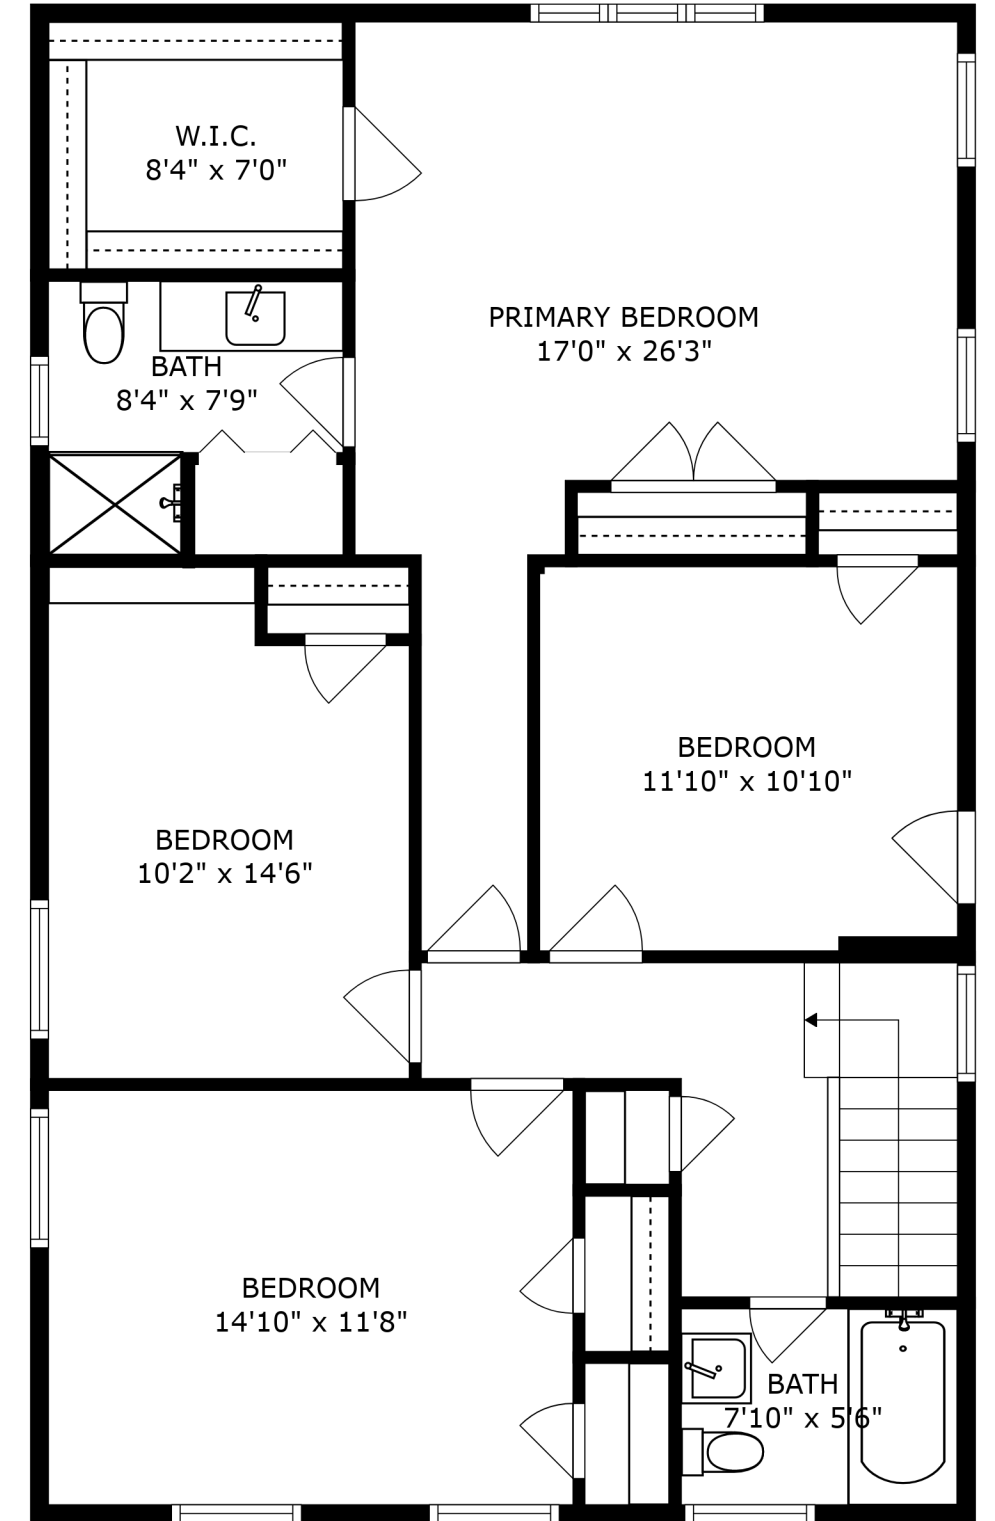 W.I.C.
8'4" x 7'0"
PRIMARY BEDROOM
17'0" x 26'3"
BATH
8'4" x 7'9"
BEDROOM
11'10" x 10'10"
BEDROOM
10'2" x 14'6"
BEDROOM
14'10" x 11'8"
BATH
7'10" x 5'6"